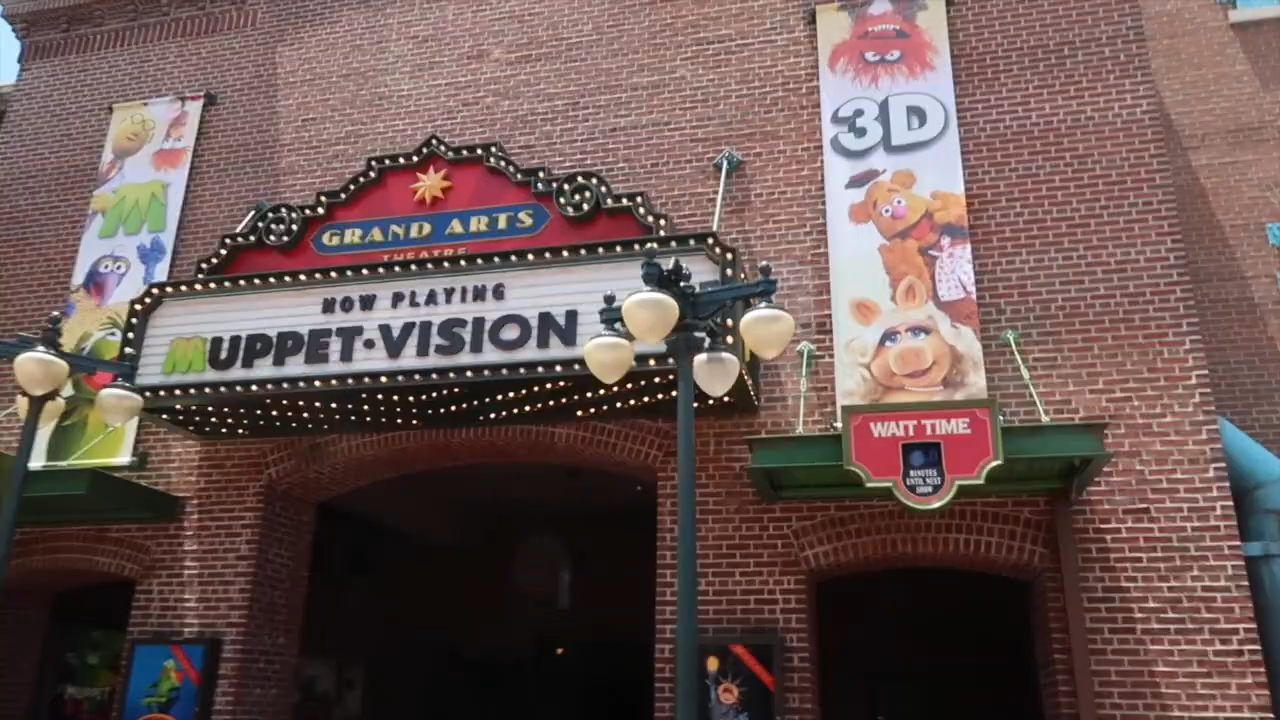 GRAND ARTS
THEATRE
NOW PLAYING
MUPPET·VISION
3D
M
WAIT TIME
MINUTES
UNTIL NEXT
SHOW